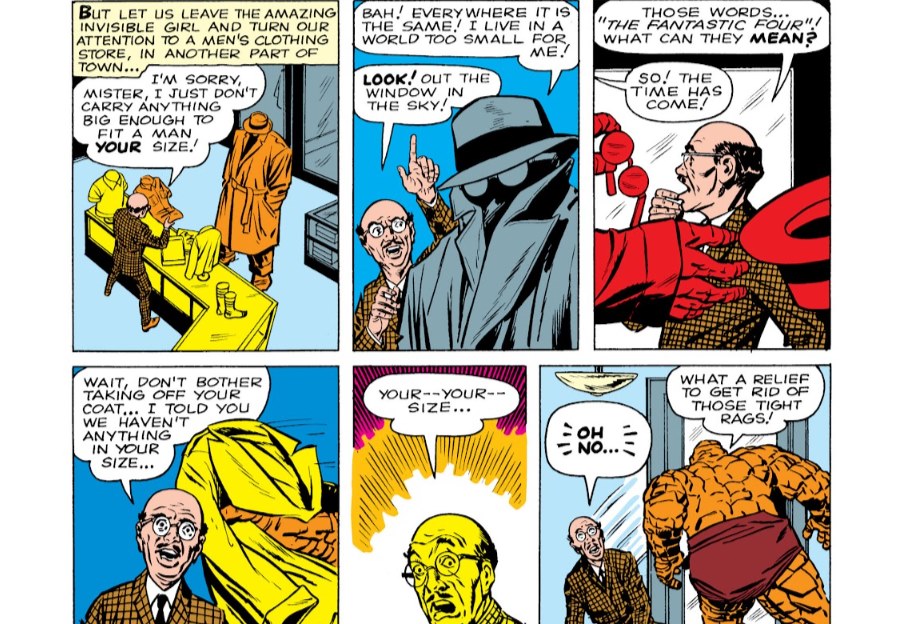 BUT LET US LEAVE THE AMAZING
INVISIBLE GIRL AND TURN OUR
ATTENTION TO A MEN'S CLOTHING
STORE, IN ANOTHER PART OF
TOWN...
I'M SORRY,
MISTER, I JUST DON'T
CARRY ANYTHING
BIG ENOUGH TO
FIT A MAN
YOUR SIZE!
BAH! EVERYWHERE IT IS
THE SAME! I LIVE IN A
WORLD TOO SMALL FOR
ME!
LOOK! OUT THE
WINDOW IN
THE SKY!
THOSE WORDS...
"THE FANTASTIC FOUR"!
WHAT CAN THEY MEAN?
SO! THE
TIME HAS
COME!
WAIT, DON'T BOTHER
TAKING OFF YOUR
COAT... I TOLD YOU
WE HAVEN'T
ANYTHING
IN YOUR
SIZE...
YOUR--YOUR--
SIZE...
OH
NO...
WHAT A RELIEF
TO GET RID OF
THOSE TIGHT
RAGS!